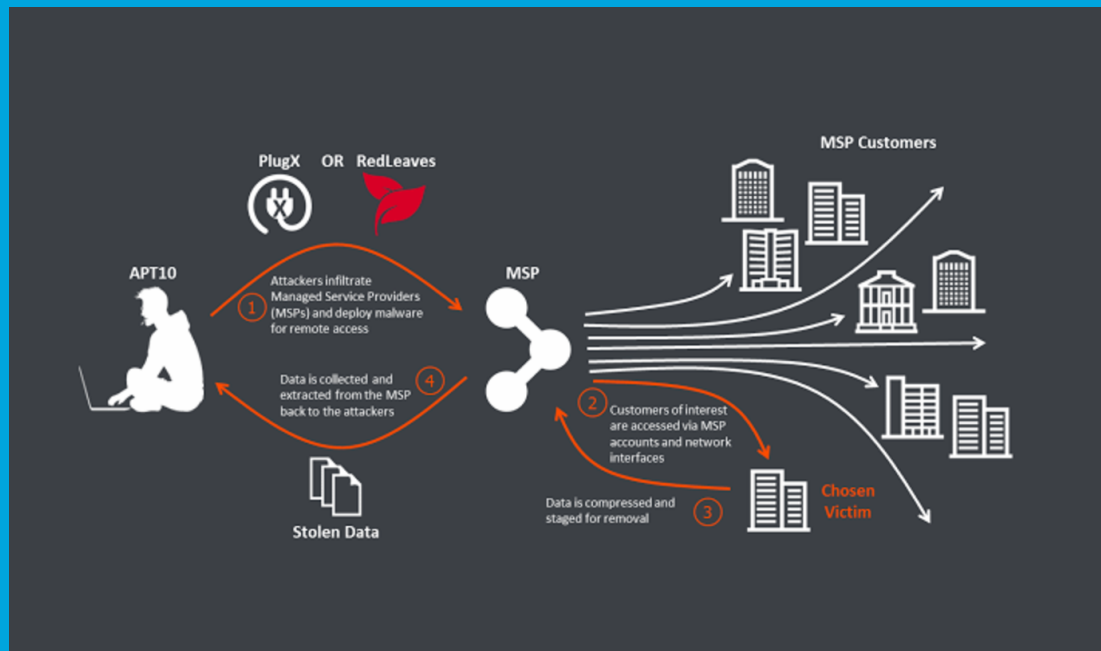 PlugX OR RedLeaves
X
MSP Customers
APT10
1
Attackers infiltrate
Managed Service Providers
(MSPs) and deploy malware
for remote access
MSP
Data is collected and
extracted from the MSP
back to the attackers
4
2
Customers of interest
are accessed via MSP
accounts and network
interfaces
Data is compressed and
staged for removal
3
Chosen
Victim
Stolen Data